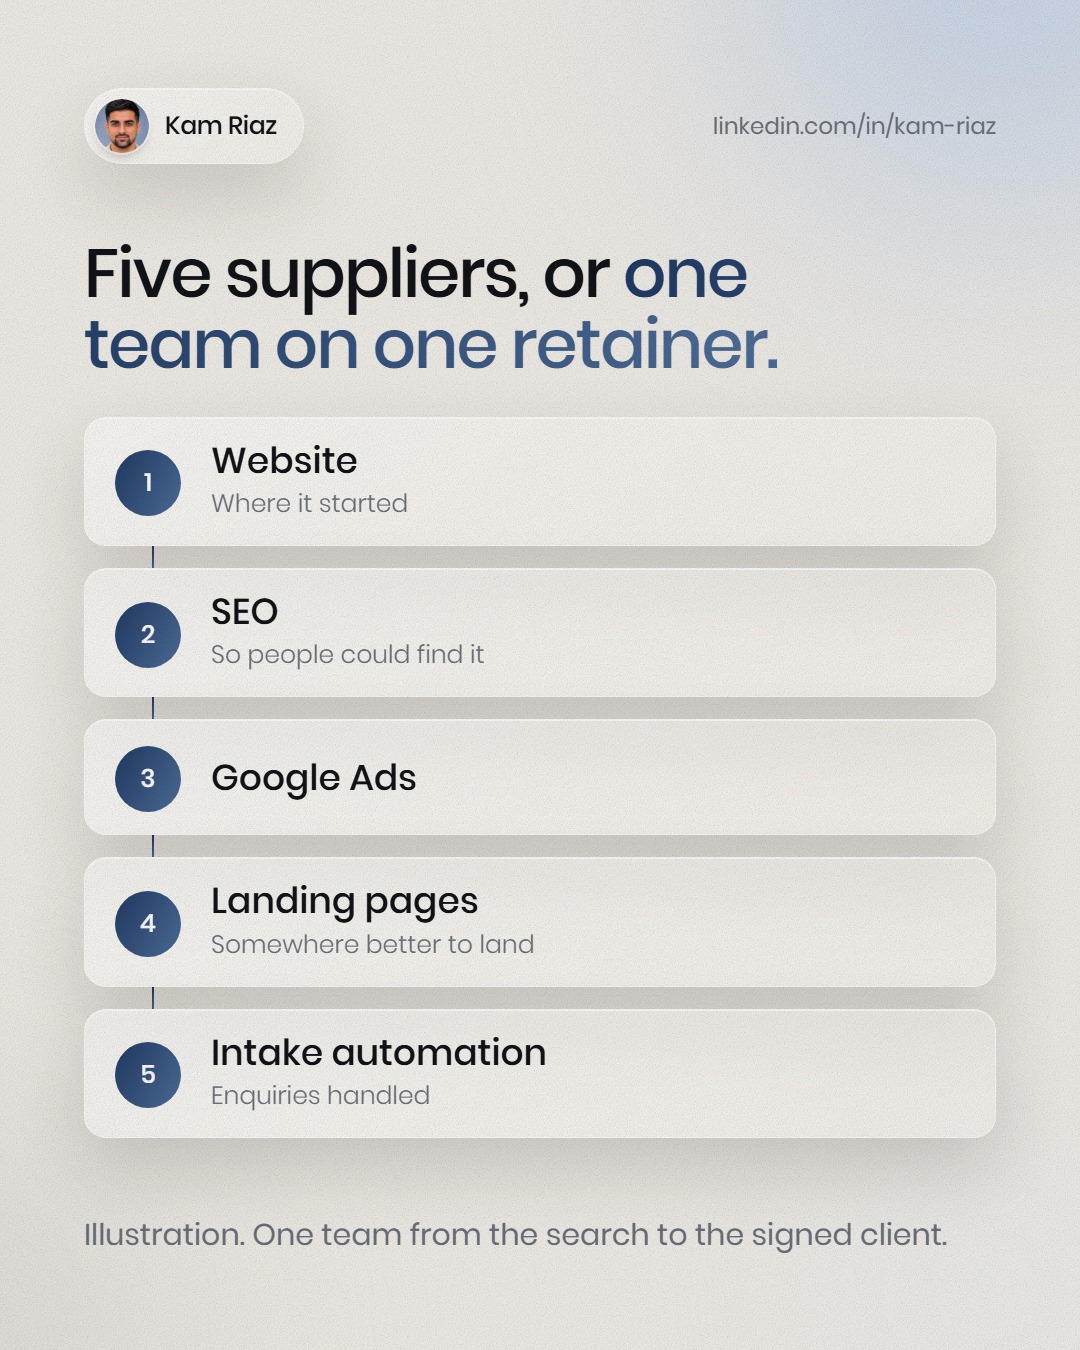 Kam Riaz
linkedin.com/in/kam-riaz
Five suppliers, or one
team on one retainer.
1
Website
Where it started
2
SEO
So people could find it
3
Google Ads
4
Landing pages
Somewhere better to land
5
Intake automation
Enquiries handled
Illustration. One team from the search to the signed client.